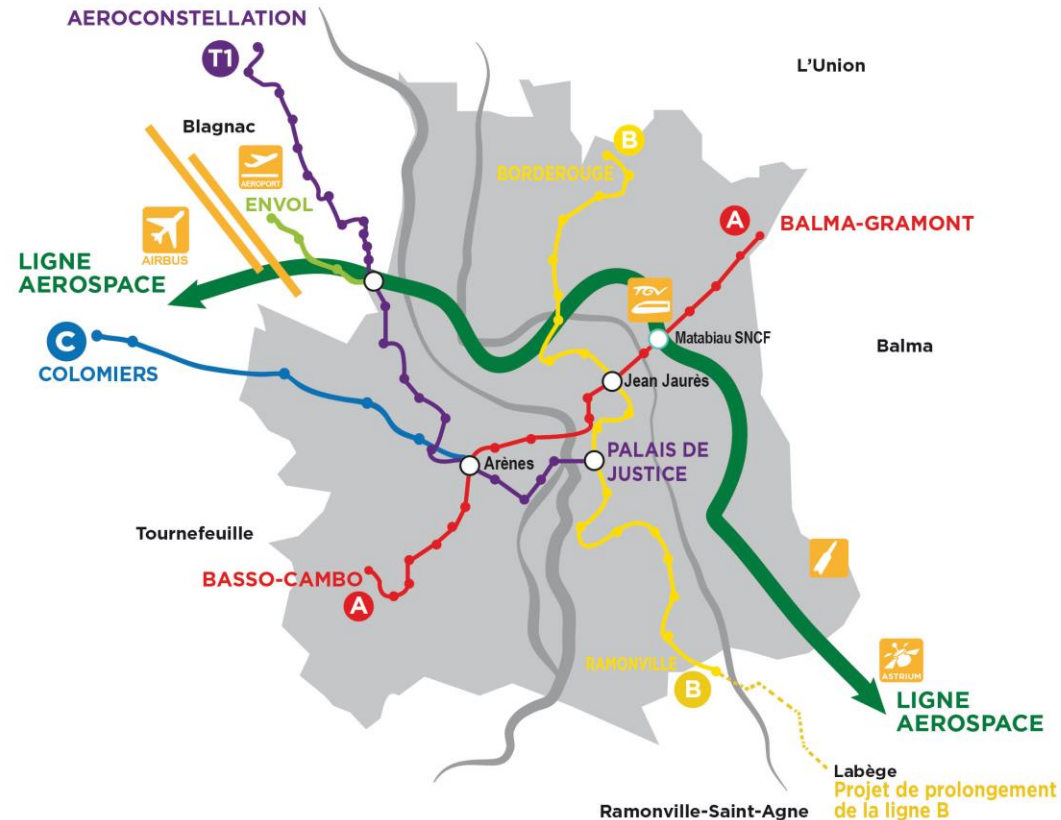 AEROCONSTELLATION
T1
L'Union
Blagnac
B
AEROPORT
BORDEROUGE
A
ENVOL
BALMA-GRAMONT
AIRBUS
LIGNE
AEROSPACE
TGV
C
Matabiau SNCF
Balma
COLOMIERS
Jean Jaurès
PALAIS DE
JUSTICE
Arènes
Tournefeuille
BASSO-CAMBO
A
RAMONVILLE
ASTRIUM
B
LIGNE
AEROSPACE
Labège
Projet de prolongement
de la ligne B
Ramonville-Saint-Agne